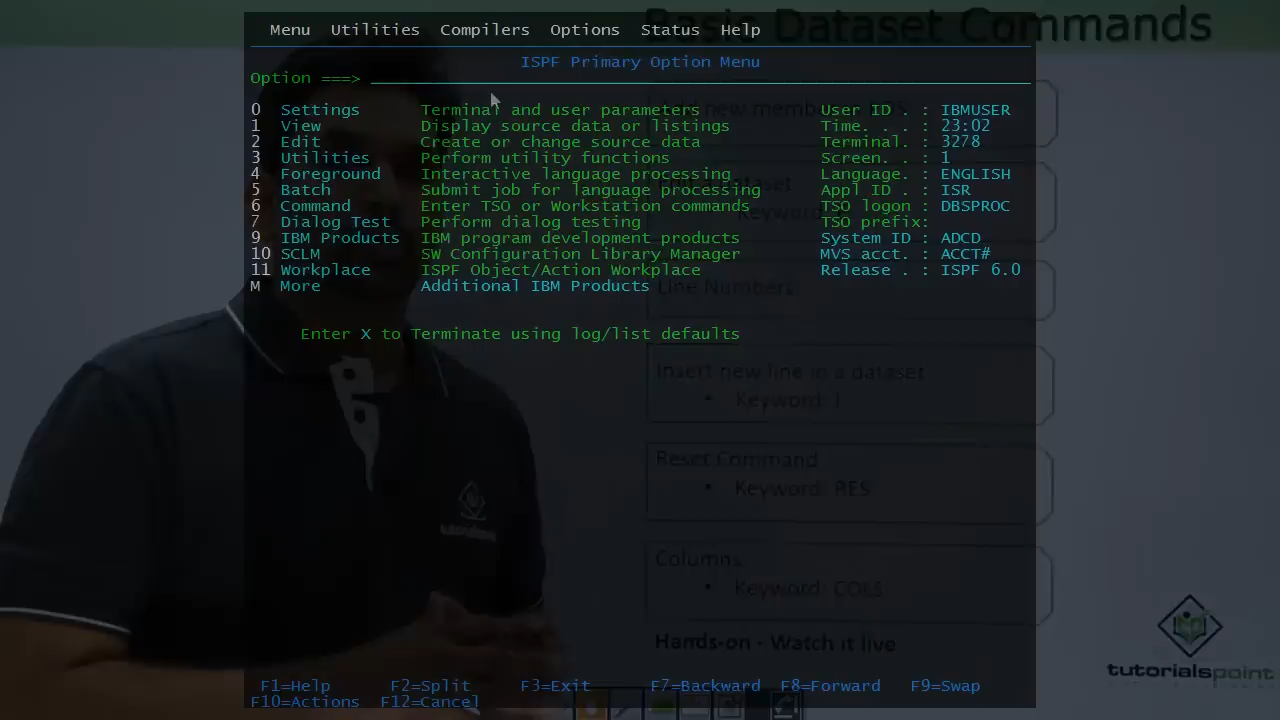 Basic Dataset Commands
Menu Utilities Compilers Options Status Help
ISPF Primary Option Menu
Option ===>
0 Settings Terminal and user parameters User ID . : IBMUSER
1 View Display source data or listings Time. . . : 23:02
2 Edit Create or change source data Terminal. : 3278
3 Utilities Perform utility functions Screen. . : 1
4 Foreground Interactive language processing Language. : ENGLISH
5 Batch Submit job for language processing Appl ID . : ISR
6 Command Enter TSO or Workstation commands TSO logon : DBSPROC
7 Dialog Test Perform dialog testing TSO prefix:
9 IBM Products IBM program development products System ID : ADCD
10 SCLM SW Configuration Library Manager MVS acct. : ACCT#
11 Workplace ISPF Object/Action Workplace Release . : ISPF 6.0
M More Additional IBM Products
Enter X to Terminate using log/list defaults
Line Numbers
Insert new line in a dataset
• Keyword: I
Reset Command
• Keyword: RES
Columns
• Keyword: COLS
Hands-on - Watch it live
tutorialspoint
F1=Help F2=Split F3=Exit F7=Backward F8=Forward F9=Swap
F10=Actions F12=Cancel